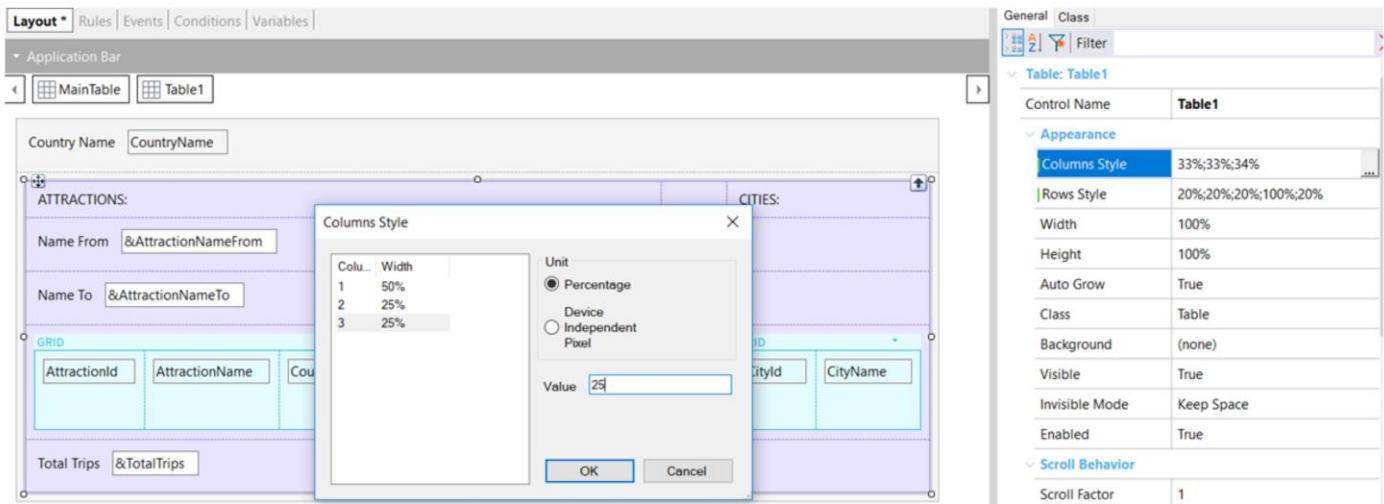 Layout * Rules Events Conditions Variables
Application Bar
MainTable Table1
Country Name CountryName
ATTRACTIONS: CITIES:
Name From &AttractionNameFrom
Name To &AttractionNameTo
GRID
AttractionId AttractionName Cou CityId CityName
Total Trips &TotalTrips
Columns Style
Colu... Width
1 50%
2 25%
3 25%
Unit
Percentage
Device
Independent
Pixel
Value 25
OK Cancel
General Class
Filter
Table: Table1
Control Name Table1
Appearance
Columns Style 33%;33%;34% ...
Rows Style 20%;20%;20%;100%;20%
Width 100%
Height 100%
Auto Grow True
Class Table
Background (none)
Visible True
Invisible Mode Keep Space
Enabled True
Scroll Behavior
Scroll Factor 1